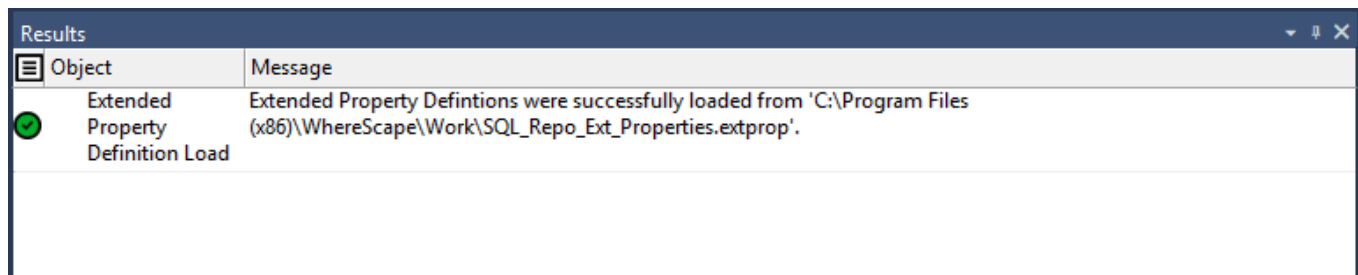 Results
Object Message
Extended Property Definition Load
Extended Property Defintions were successfully loaded from 'C:\Program Files
(x86)\WhereScape\Work\SQL_Repo_Ext_Properties.extprop'.